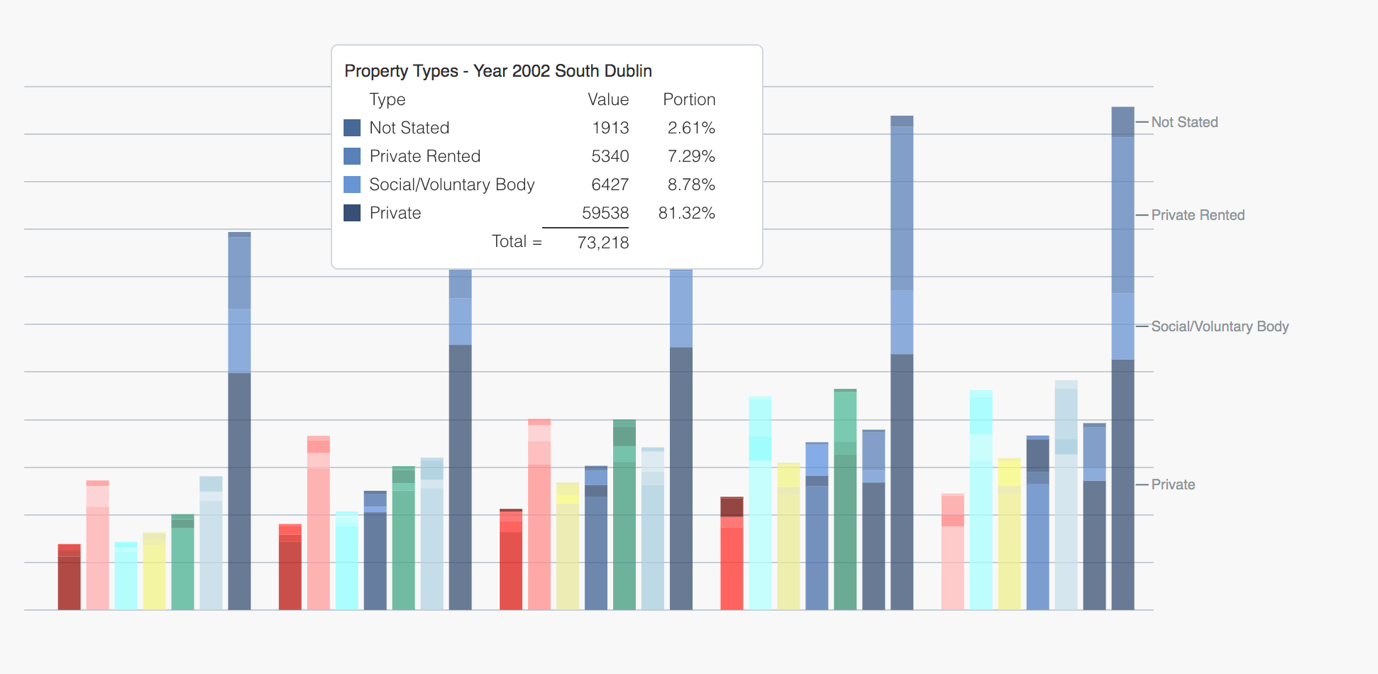 Property Types - Year 2002 South Dublin
Type Value Portion
Not Stated 1913 2.61%
Private Rented 5340 7.29%
Social/Voluntary Body 6427 8.78%
Private 59538 81.32%
Total = 73,218
Not Stated
Private Rented
Social/Voluntary Body
Private